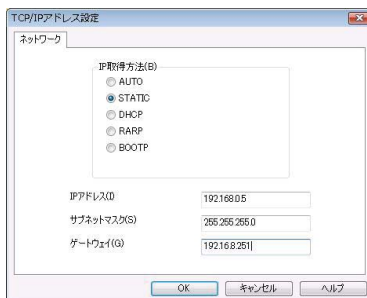 TCP/IPアドレス設定
ネットワーク
IP取得方法(B)
AUTO
STATIC
DHCP
RARP
BOOTP
IPアドレス(I) 192.168.0.5
サブネットマスク(S) 255.255.255.0
ゲートウェイ(G) 192.16.8.251
OK キャンセル ヘルプ